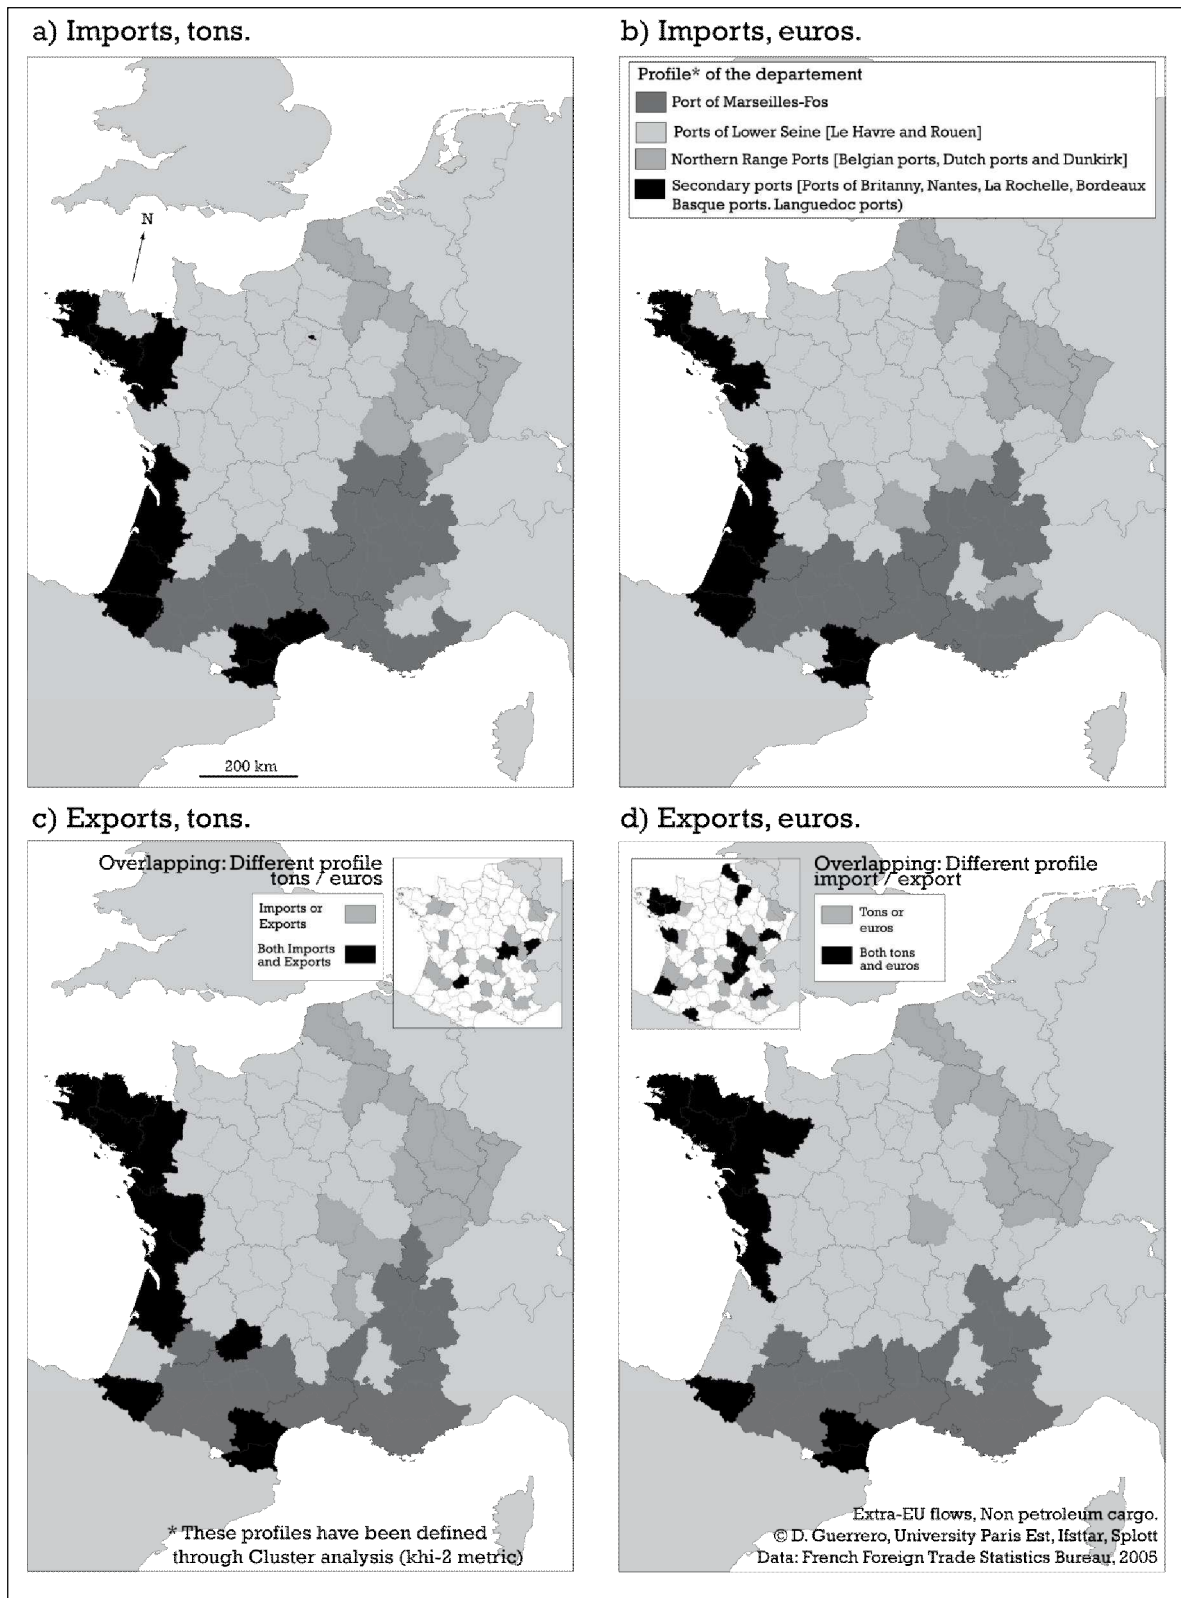 a) Imports, tons.
N
200 km
b) Imports, euros.
Profile* of the departement
Port of Marseilles-Fos
Ports of Lower Seine [Le Havre and Rouen]
Northern Range Ports [Belgian ports, Dutch ports and Dunkirk]
Secondary ports [Ports of Britanny, Nantes, La Rochelle, Bordeaux
Basque ports. Languedoc ports)
c) Exports, tons.
Overlapping: Different profile
tons / euros
Imports or
Exports
Both Imports
and Exports
* These profiles have been defined
through Cluster analysis (khi-2 metric)
d) Exports, euros.
Overlapping: Different profile
import / export
Tons or
euros
Both tons
and euros
Extra-EU flows, Non petroleum cargo.
© D. Guerrero, University Paris Est, Ifsttar, Splott
Data: French Foreign Trade Statistics Bureau, 2005